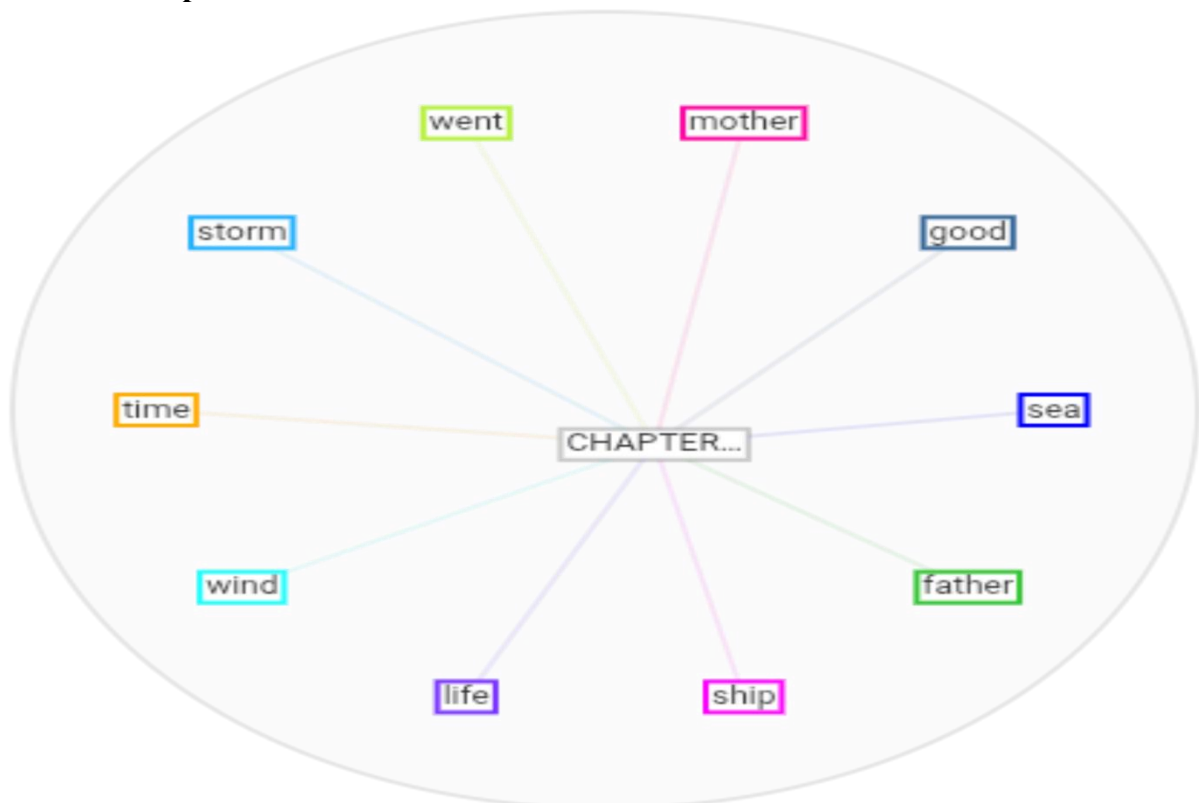 went
mother
storm
good
time
sea
CHAPTER...
wind
father
life
ship